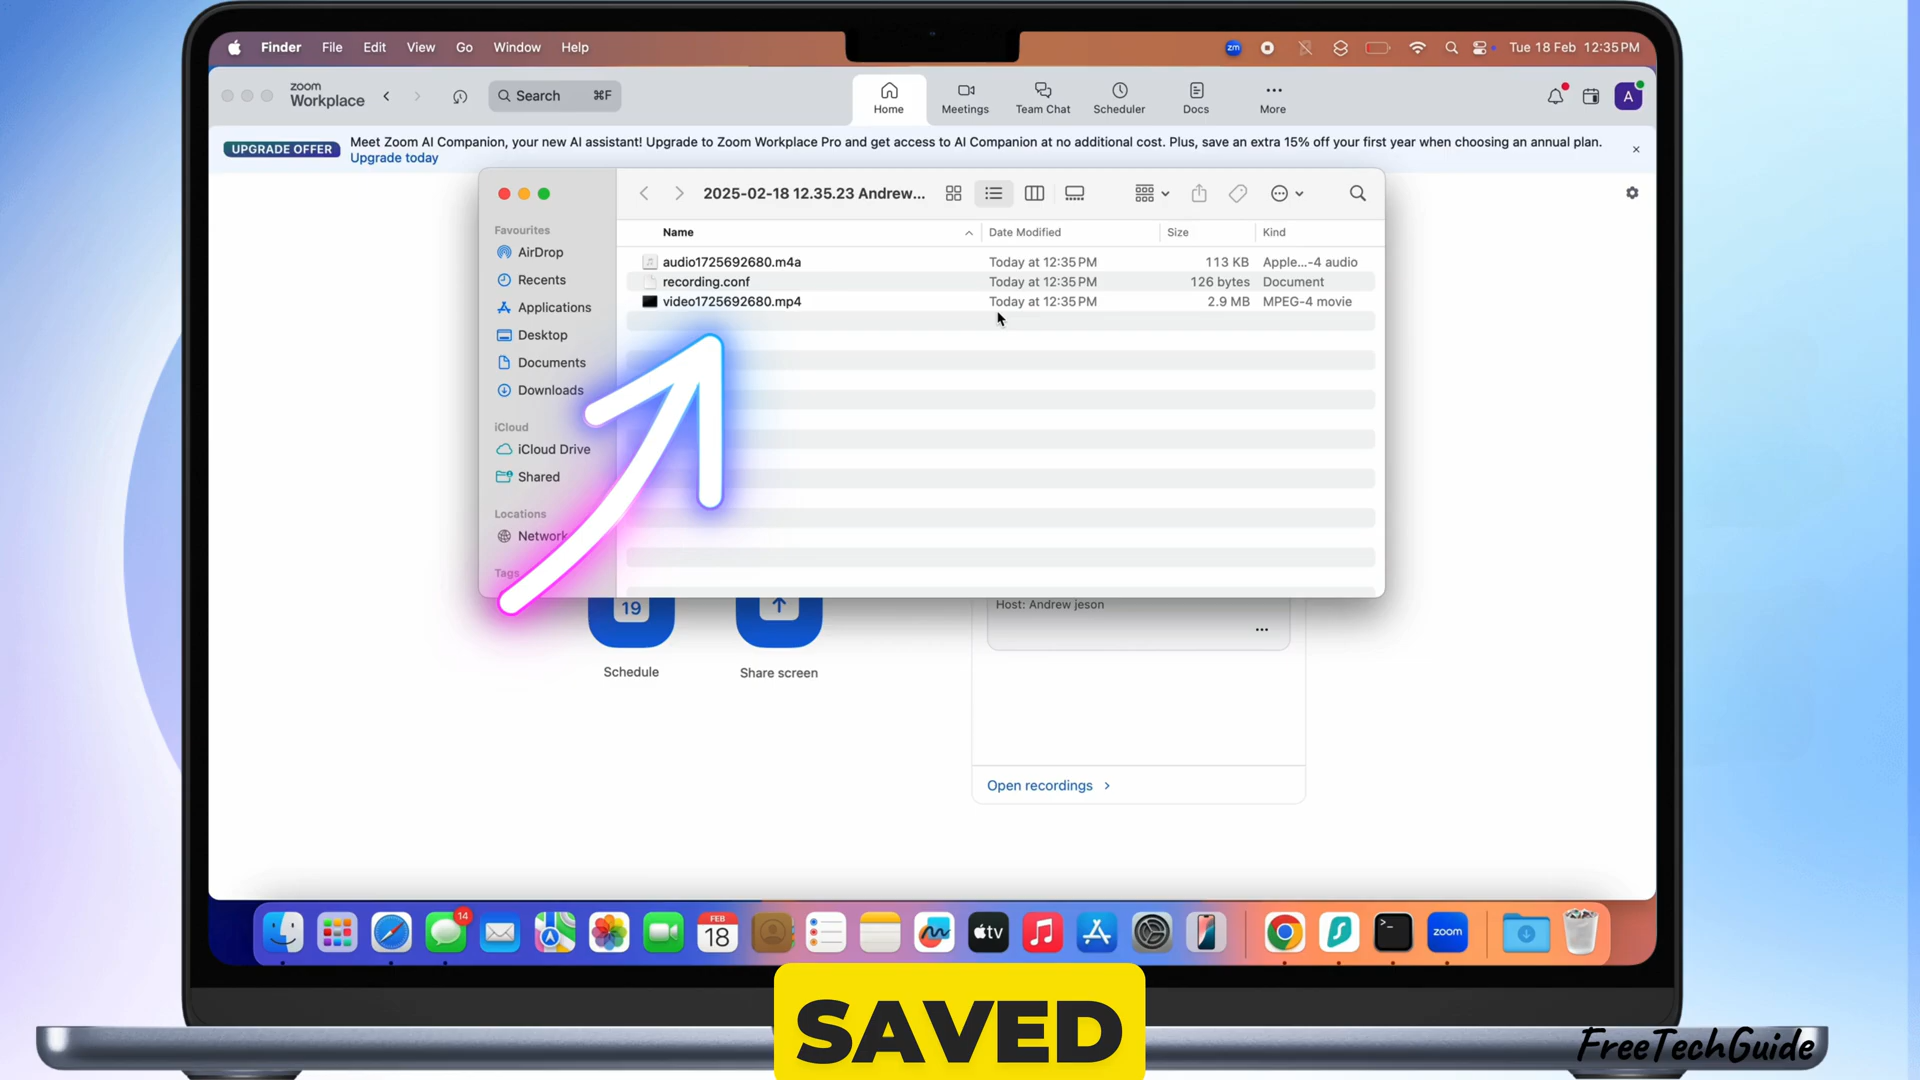 Finder File Edit View Go Window Help
zm
Tue 18 Feb 12:35 PM
zoom
Workplace
Search ⌘F
Home
Meetings
Team Chat
Scheduler
Docs
More
A
UPGRADE OFFER
Meet Zoom AI Companion, your new AI assistant! Upgrade to Zoom Workplace Pro and get access to AI Companion at no additional cost. Plus, save an extra 15% off your first year when choosing an annual plan.
Upgrade today
2025-02-18 12.35.23 Andrew...
Favourites
AirDrop
Recents
Applications
Desktop
Documents
Downloads
iCloud
iCloud Drive
Shared
Locations
Network
Tags
Name Date Modified Size Kind
audio1725692680.m4a Today at 12:35 PM 113 KB Apple...-4 audio
recording.conf Today at 12:35 PM 126 bytes Document
video1725692680.mp4 Today at 12:35 PM 2.9 MB MPEG-4 movie
19
Schedule
Share screen
Host: Andrew jeson
Open recordings
14
FEB
18
tv
zoom
SAVED
FreeTechGuide